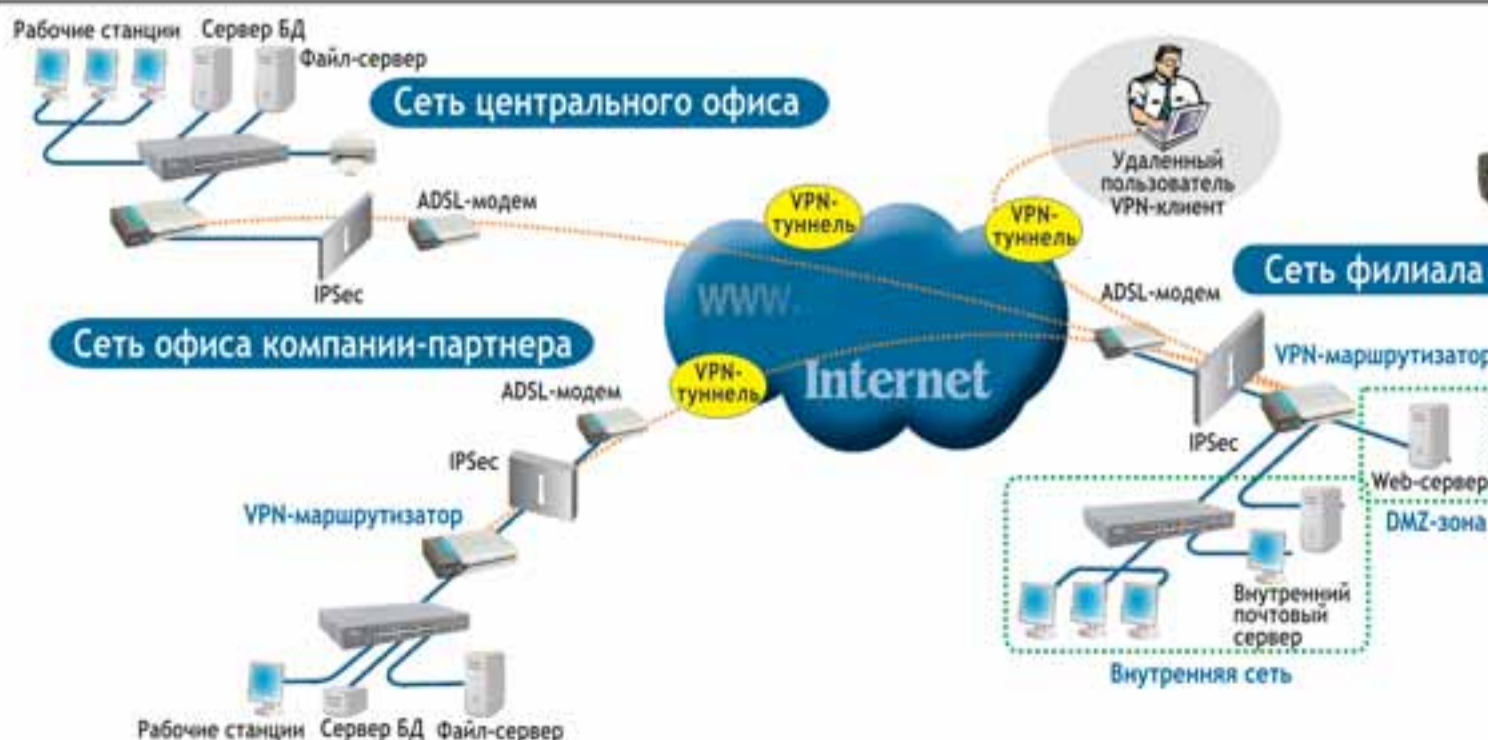 Рабочие станции
Сервер БД
Файл-сервер
Сеть центрального офиса
ADSL-модем
IPSec
VPN-
туннель
VPN-
туннель
Удаленный
пользователь
VPN-клиент
WWW.
Internet
Сеть филиала
ADSL-модем
VPN-маршрутизатор
IPSec
Web-сервер
DMZ-зона
Внутренний
почтовый
сервер
Внутренняя сеть
Сеть офиса компании-партнера
VPN-
туннель
ADSL-модем
IPSec
VPN-маршрутизатор
Рабочие станции
Сервер БД
Файл-сервер